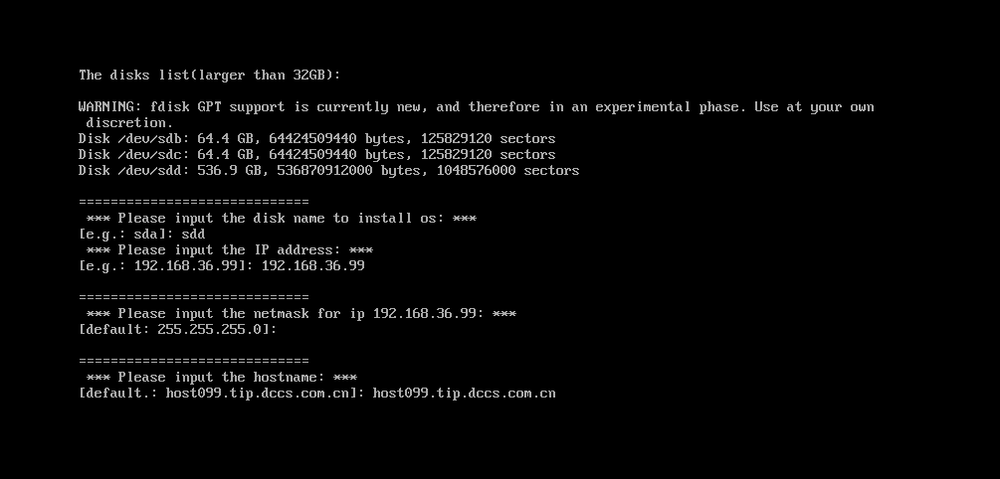 The disks list(larger than 32GB):
WARNING: fdisk GPT support is currently new, and therefore in an experimental phase. Use at your own
discretion.
Disk /dev/sdb: 64.4 GB, 64424509440 bytes, 125829120 sectors
Disk /dev/sdc: 64.4 GB, 64424509440 bytes, 125829120 sectors
Disk /dev/sdd: 536.9 GB, 536870912000 bytes, 1048576000 sectors
=============================
*** Please input the disk name to install os: ***
[e.g.: sda]: sdd
*** Please input the IP address: ***
[e.g.: 192.168.36.99]: 192.168.36.99
=============================
*** Please input the netmask for ip 192.168.36.99: ***
[default: 255.255.255.0]:
=============================
*** Please input the hostname: ***
[default.: host099.tip.dccs.com.cn]: host099.tip.dccs.com.cn